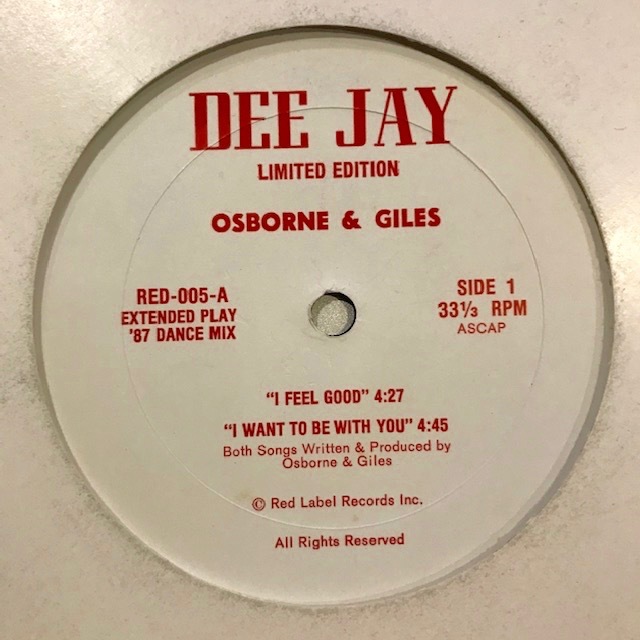 DEE JAY
LIMITED EDITION
OSBORNE & GILES
RED-005-A
EXTENDED PLAY
'87 DANCE MIX
SIDE 1
33⅓ RPM
ASCAP
"I FEEL GOOD" 4:27
"I WANT TO BE WITH YOU" 4:45
Both Songs Written & Produced by
Osborne & Giles
© Red Label Records Inc.
All Rights Reserved